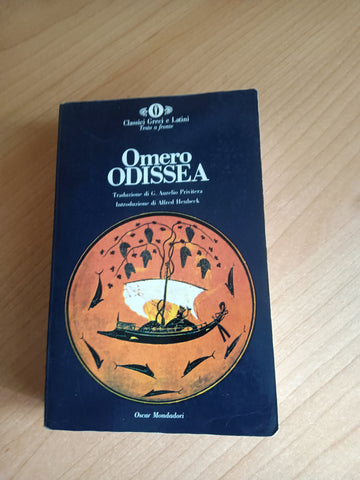 Classici Greci e Latini
Testo a fronte
Omero
ODISSEA
Traduzione di G. Aurelio Privitera
Introduzione di Alfred Heubeck
Oscar Mondadori